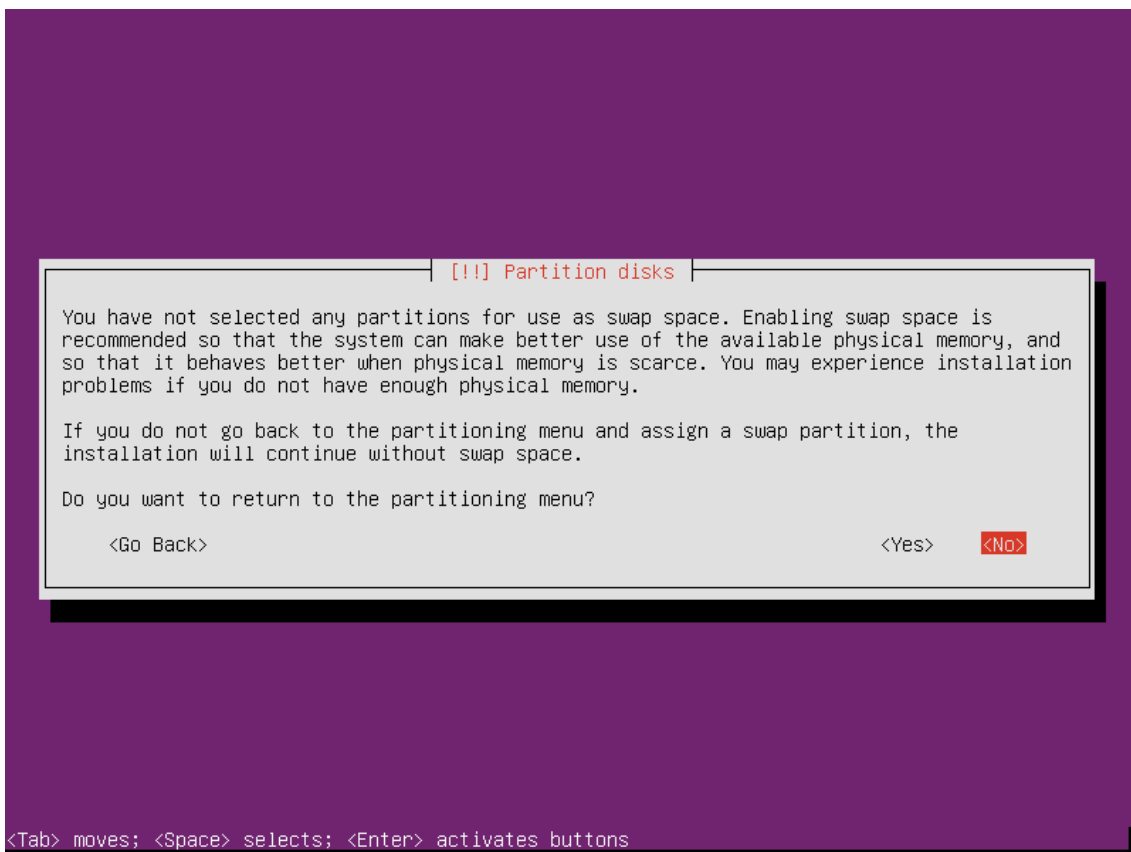 [!!] Partition disks
You have not selected any partitions for use as swap space. Enabling swap space is
recommended so that the system can make better use of the available physical memory, and
so that it behaves better when physical memory is scarce. You may experience installation
problems if you do not have enough physical memory.
If you do not go back to the partitioning menu and assign a swap partition, the
installation will continue without swap space.
Do you want to return to the partitioning menu?
<Go Back> <Yes> <No>
<Tab> moves; <Space> selects; <Enter> activates buttons